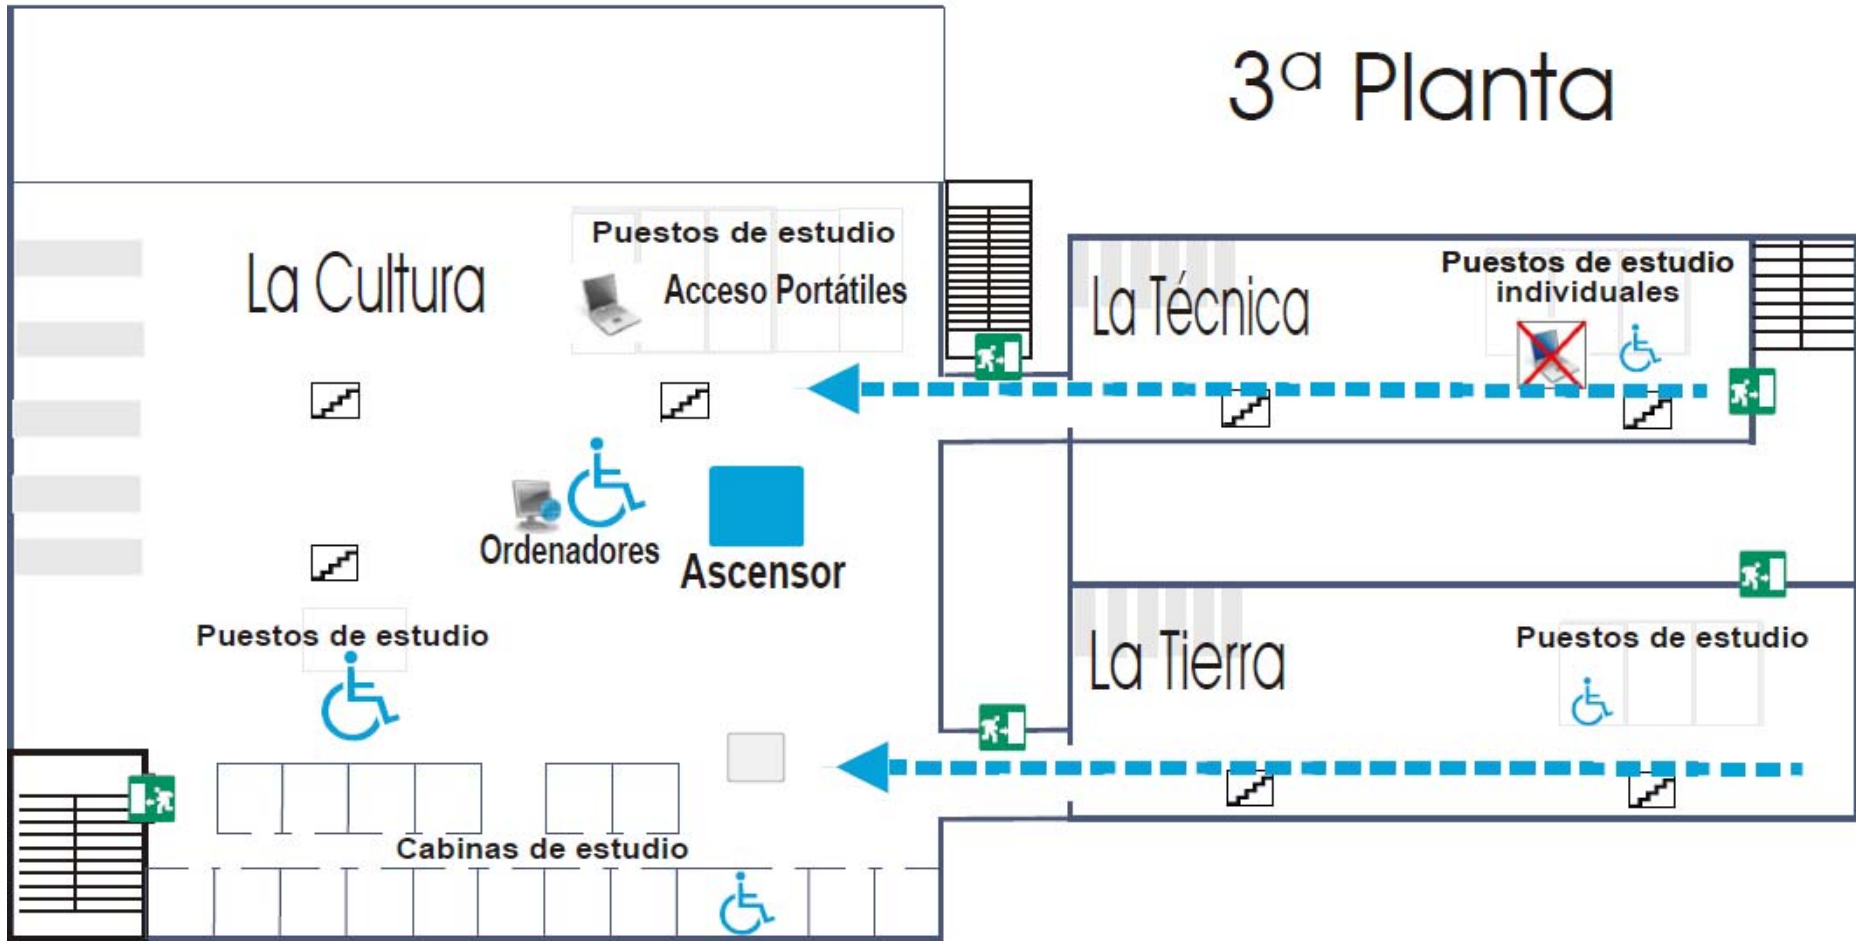 3ª Planta
Puestos de estudio
La Cultura
Acceso Portátiles
La Técnica
Puestos de estudio
individuales
Ordenadores
Ascensor
Puestos de estudio
La Tierra
Puestos de estudio
Cabinas de estudio